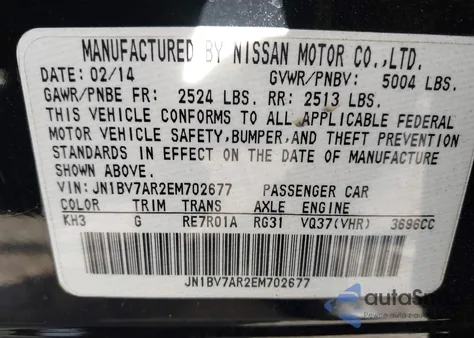 MANUFACTURED BY NISSAN MOTOR CO.,LTD.
DATE: 02/14 GVWR/PNBV: 5004 LBS.
GAWR/PNBE FR: 2524 LBS. RR: 2513 LBS.
THIS VEHICLE CONFORMS TO ALL APPLICABLE FEDERAL
MOTOR VEHICLE SAFETY,BUMPER,AND THEFT PREVENTION
STANDARDS IN EFFECT ON THE DATE OF MANUFACTURE
SHOWN ABOVE.
VIN: JN1BV7AR2EM702677 PASSENGER CAR
COLOR TRIM TRANS AXLE ENGINE
KH3 G RE7R01A RG31 VQ37(VHR) 3696CC
JN1BV7AR2EM702677